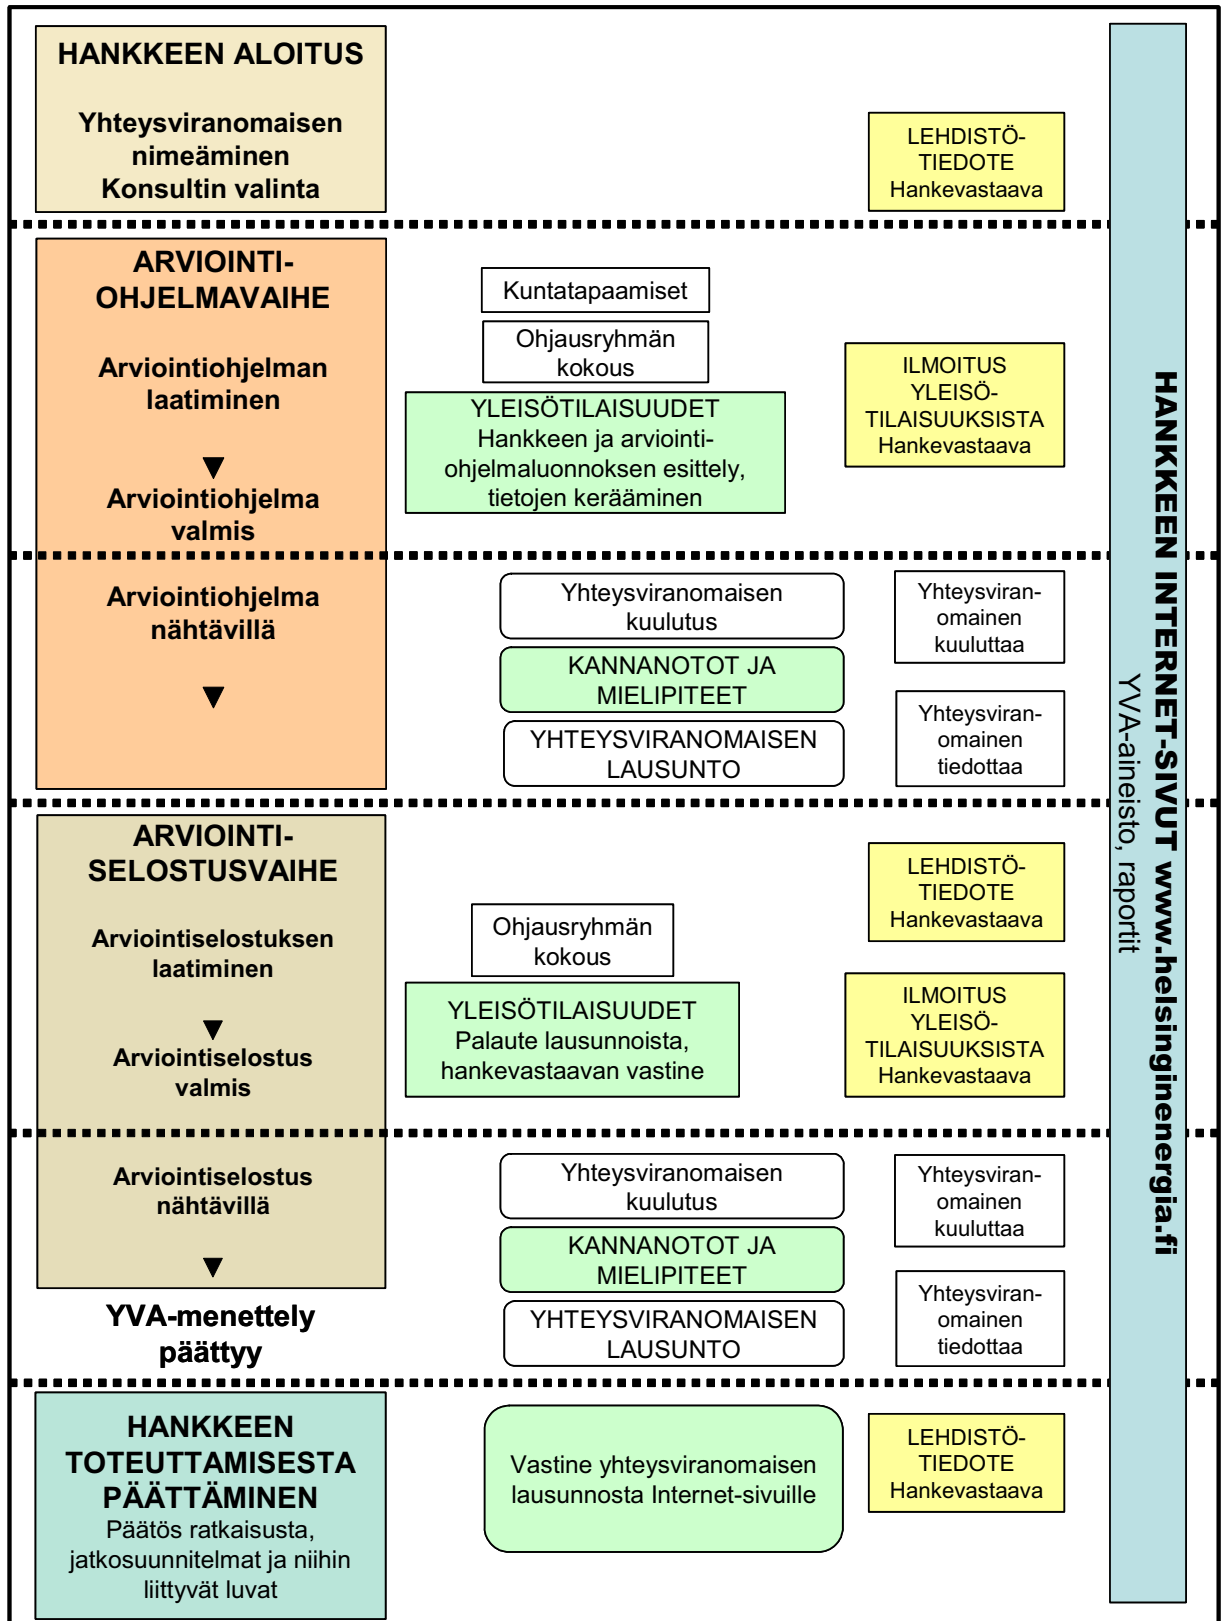 HANKKEEN ALOITUS
Yhteysviranomaisen
nimeäminen
Konsultin valinta
LEHDISTÖ-
TIEDOTE
Hankevastaava
ARVIOINTI-
OHJELMAVAIHE
Arviointiohjelman
laatiminen
Arviointiohjelma
valmis
Kuntatapaamiset
Ohjausryhmän
kokous
YLEISÖTILAISUUDET
Hankkeen ja arviointi-
ohjelmaluonnoksen esittely,
tietojen kerääminen
ILMOITUS
YLEISÖ-
TILAISUUKSISTA
Hankevastaava
Arviointiohjelma
nähtävillä
Yhteysviranomaisen
kuulutus
KANNANOTOT JA
MIELIPITEET
YHTEYSVIRANOMAISEN
LAUSUNTO
Yhteysviran-
omainen
kuuluttaa
Yhteysviran-
omainen
tiedottaa
ARVIOINTI-
SELOSTUSVAIHE
Arviointiselostuksen
laatiminen
Arviointiselostus
valmis
Ohjausryhmän
kokous
YLEISÖTILAISUUDET
Palaute lausunnoista,
hankevastaavan vastine
LEHDISTÖ-
TIEDOTE
Hankevastaava
ILMOITUS
YLEISÖ-
TILAISUUKSISTA
Hankevastaava
Arviointiselostus
nähtävillä
YVA-menettely
päättyy
Yhteysviranomaisen
kuulutus
KANNANOTOT JA
MIELIPITEET
YHTEYSVIRANOMAISEN
LAUSUNTO
Yhteysviran-
omainen
kuuluttaa
Yhteysviran-
omainen
tiedottaa
HANKKEEN
TOTEUTTAMISESTA
PÄÄTTÄMINEN
Päätös ratkaisusta,
jatkosuunnitelmat ja niihin
liittyvät luvat
Vastine yhteysviranomaisen
lausunnosta Internet-sivuille
LEHDISTÖ-
TIEDOTE
Hankevastaava
HANKKEEN INTERNET-SIVUT www.helsinginenergia.fi
YVA-aineisto, raportit